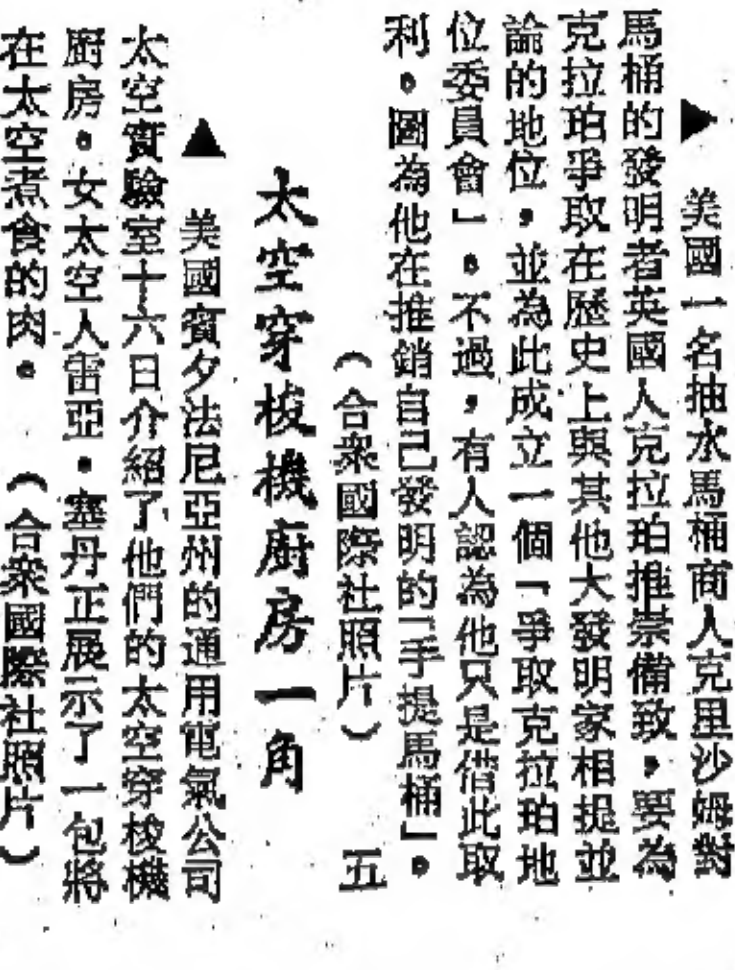 ▶ 美國一名抽水馬桶商人克里沙姆對
馬桶的發明者英國人克拉珀推崇備致，要為
克拉珀爭取在歷史上與其他大發明家相提並
論的地位，並為此成立一個「爭取克拉珀地
位委員會」。不過，有人認為他只是借此取
利。圖為他在推銷自己發明的「手提馬桶」。
（合衆國際社照片） 五
太空穿梭機廚房一角
▲ 美國賓夕法尼亞州的通用電氣公司
太空實驗室十六日介紹了他們的太空穿梭機
廚房。女太空人雷亞·塞丹正展示了一包將
在太空煮食的肉。 （合衆國際社照片）